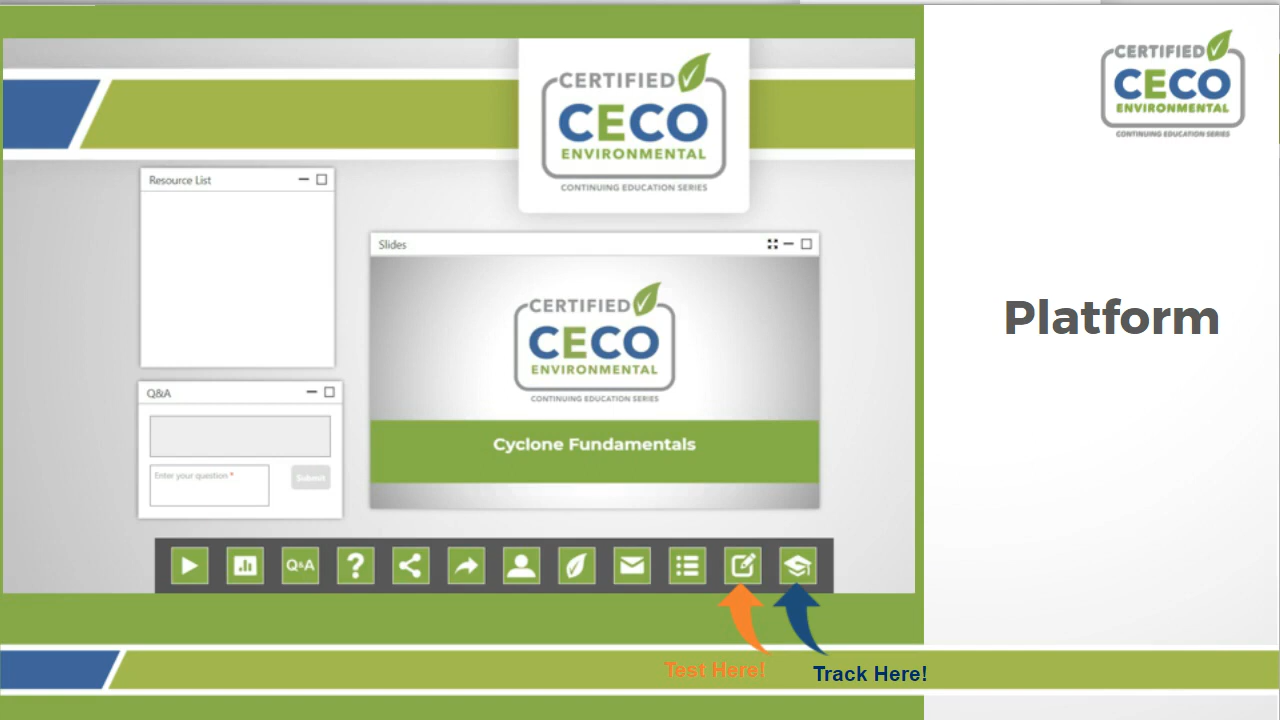 CERTIFIED
CECO
ENVIRONMENTAL
CONTINUING EDUCATION SERIES
CERTIFIED
CECO
ENVIRONMENTAL
CONTINUING EDUCATION SERIES
Resource List
Slides
CERTIFIED
CECO
ENVIRONMENTAL
CONTINUING EDUCATION SERIES
Cyclone Fundamentals
Platform
Q&A
Enter your question *
Submit
Q&A
?
Test Here!
Track Here!